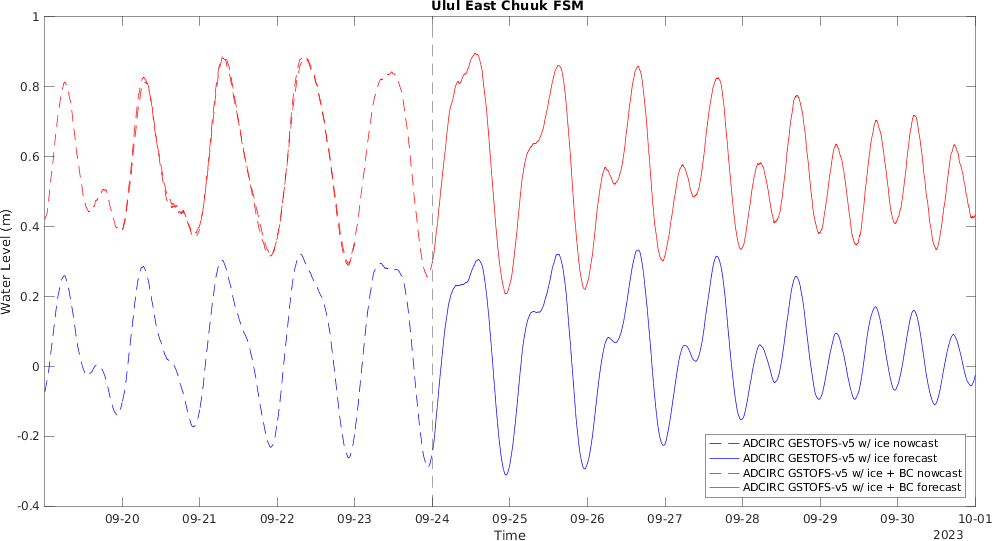 Ulul East Chuuk FSM
1
0.8
0.6
0.4
0.2
0
-0.2
-0.4
Water Level (m)
ADCIRC GESTOFS-v5 w/ ice nowcast
ADCIRC GESTOFS-v5 w/ ice forecast
ADCIRC GSTOFS-v5 w/ ice + BC nowcast
ADCIRC GSTOFS-v5 w/ ice + BC forecast
09-20 09-21 09-22 09-23 09-24 09-25 09-26 09-27 09-28 09-29 09-30 10-01
Time
2023